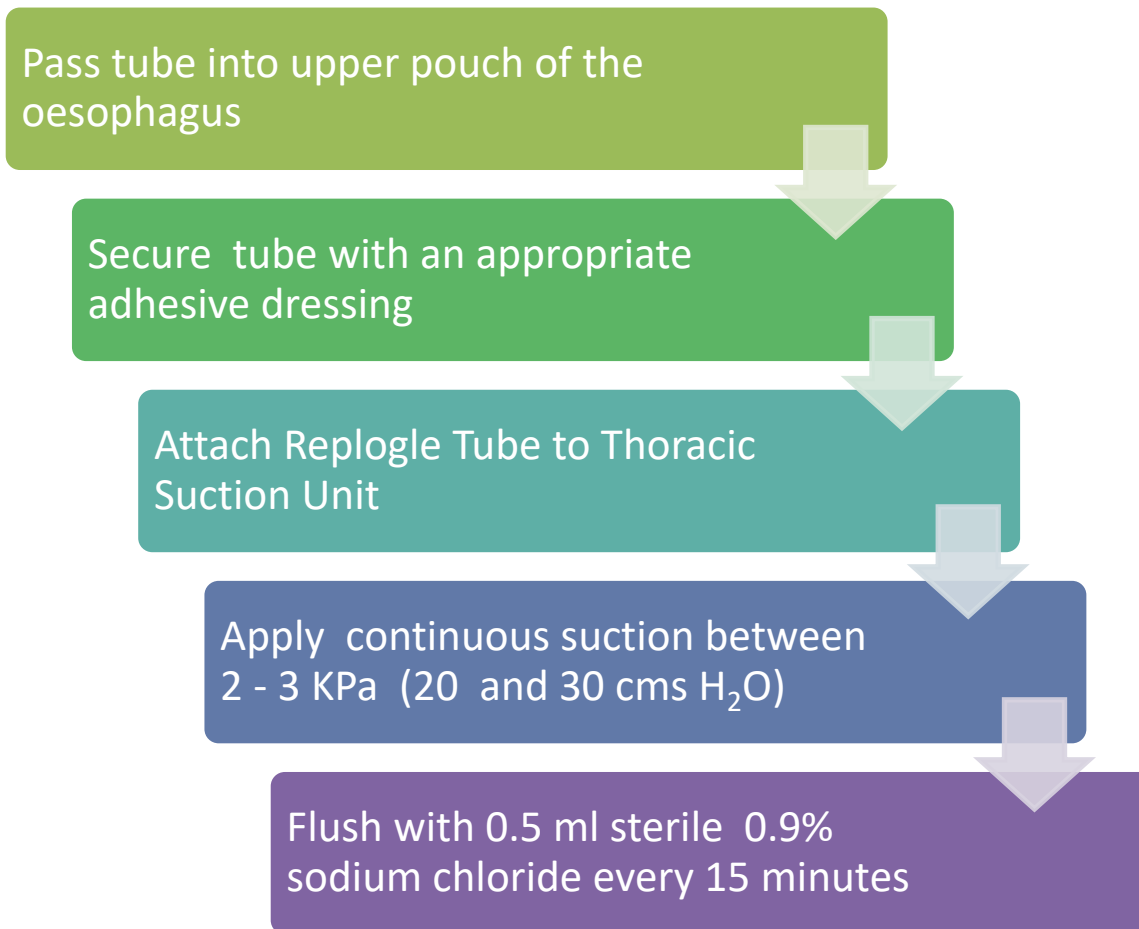 Pass tube into upper pouch of the
oesophagus
Secure  tube with an appropriate
adhesive dressing
Attach Replogle Tube to Thoracic
Suction Unit
Apply  continuous suction between
2 - 3 KPa  (20  and 30 cms H₂O)
Flush with 0.5 ml sterile  0.9%
sodium chloride every 15 minutes